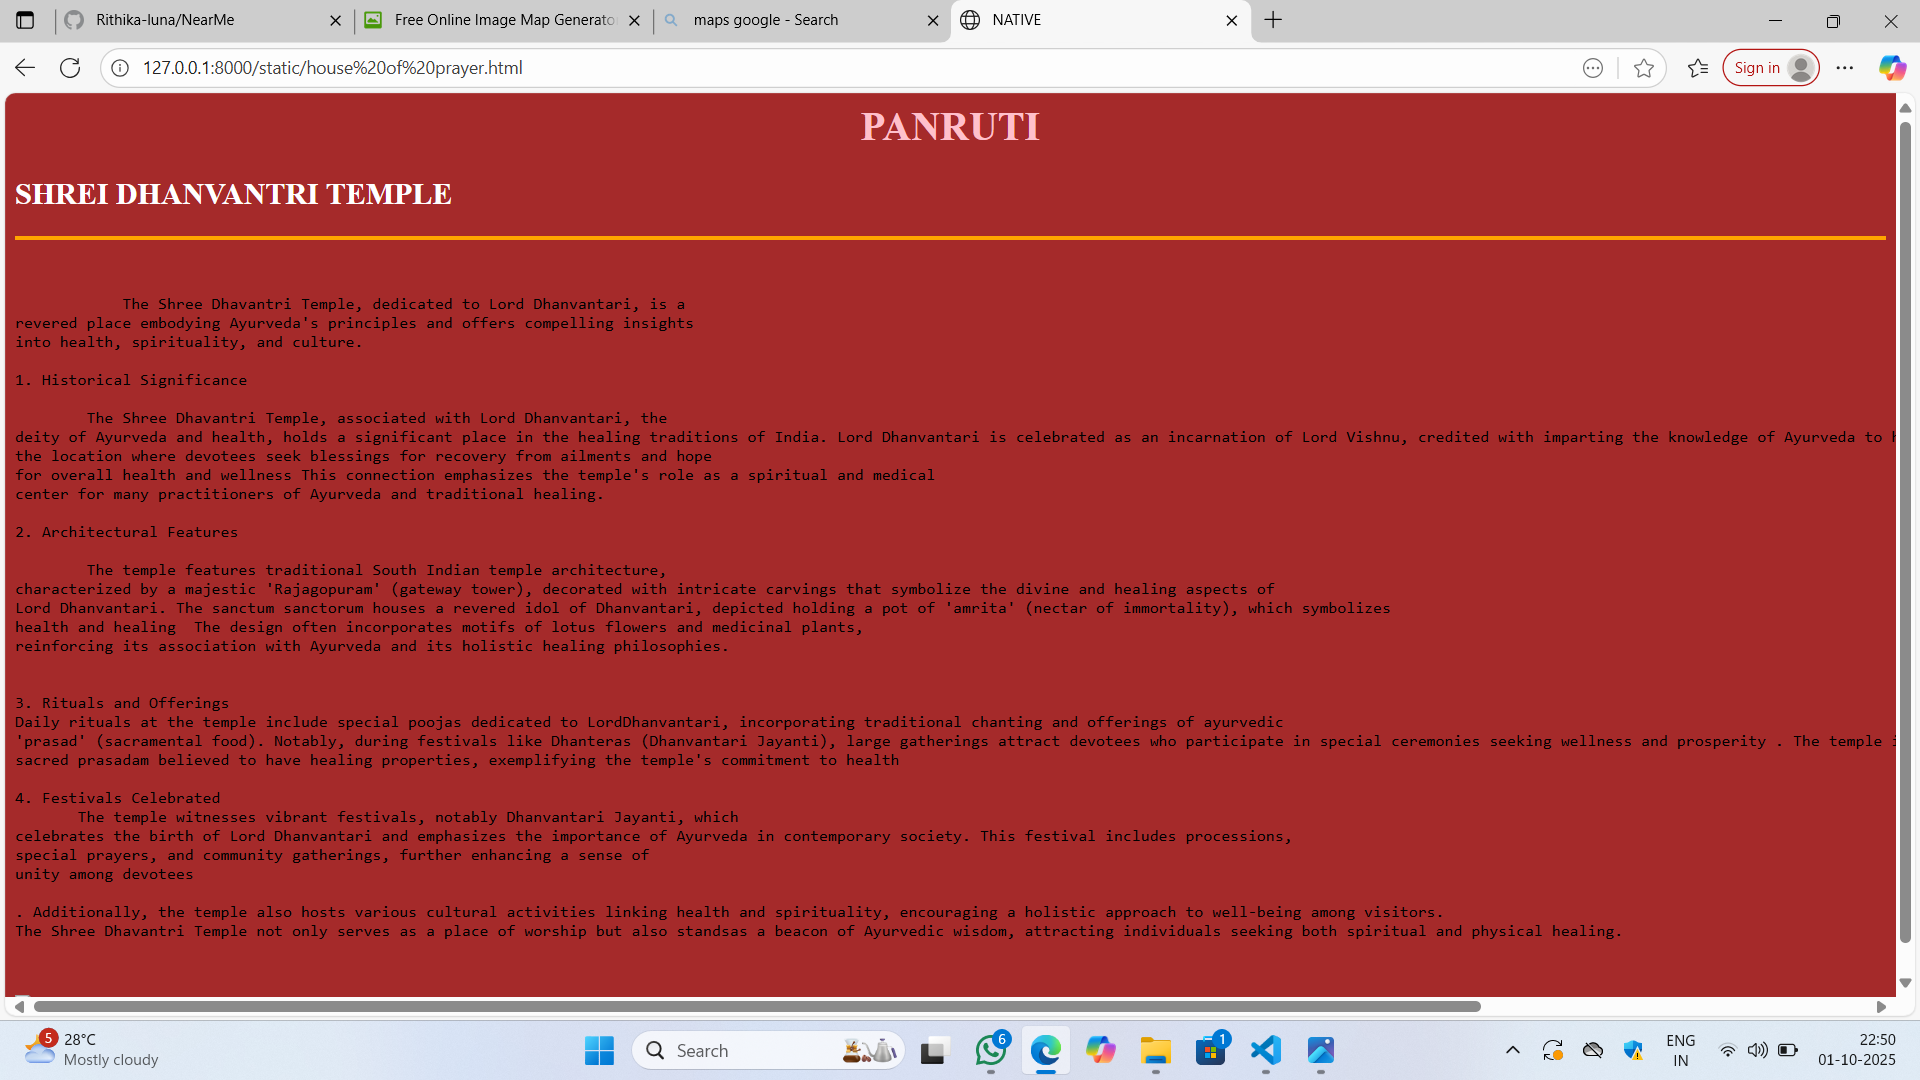 Rithika-luna/NearMe
Free Online Image Map Generato
maps google - Search
NATIVE
127.0.0.1:8000/static/house%20of%20prayer.html
Sign in
PANRUTI
SHREI DHANVANTRI TEMPLE
The Shree Dhavantri Temple, dedicated to Lord Dhanvantari, is a
revered place embodying Ayurveda's principles and offers compelling insights
into health, spirituality, and culture.
1. Historical Significance
The Shree Dhavantri Temple, associated with Lord Dhanvantari, the
deity of Ayurveda and health, holds a significant place in the healing traditions of India. Lord Dhanvantari is celebrated as an incarnation of Lord Vishnu, credited with imparting the knowledge of Ayurveda to
the location where devotees seek blessings for recovery from ailments and hope
for overall health and wellness This connection emphasizes the temple's role as a spiritual and medical
center for many practitioners of Ayurveda and traditional healing.
2. Architectural Features
The temple features traditional South Indian temple architecture,
characterized by a majestic 'Rajagopuram' (gateway tower), decorated with intricate carvings that symbolize the divine and healing aspects of
Lord Dhanvantari. The sanctum sanctorum houses a revered idol of Dhanvantari, depicted holding a pot of 'amrita' (nectar of immortality), which symbolizes
health and healing  The design often incorporates motifs of lotus flowers and medicinal plants,
reinforcing its association with Ayurveda and its holistic healing philosophies.
3. Rituals and Offerings
Daily rituals at the temple include special poojas dedicated to LordDhanvantari, incorporating traditional chanting and offerings of ayurvedic
'prasad' (sacramental food). Notably, during festivals like Dhanteras (Dhanvantari Jayanti), large gatherings attract devotees who participate in special ceremonies seeking wellness and prosperity . The temple
sacred prasadam believed to have healing properties, exemplifying the temple's commitment to health
4. Festivals Celebrated
The temple witnesses vibrant festivals, notably Dhanvantari Jayanti, which
celebrates the birth of Lord Dhanvantari and emphasizes the importance of Ayurveda in contemporary society. This festival includes processions,
special prayers, and community gatherings, further enhancing a sense of
unity among devotees
. Additionally, the temple also hosts various cultural activities linking health and spirituality, encouraging a holistic approach to well-being among visitors.
The Shree Dhavantri Temple not only serves as a place of worship but also standsas a beacon of Ayurvedic wisdom, attracting individuals seeking both spiritual and physical healing.
5
28°C
Mostly cloudy
Search
6
1
ENG
IN
22:50
01-10-2025